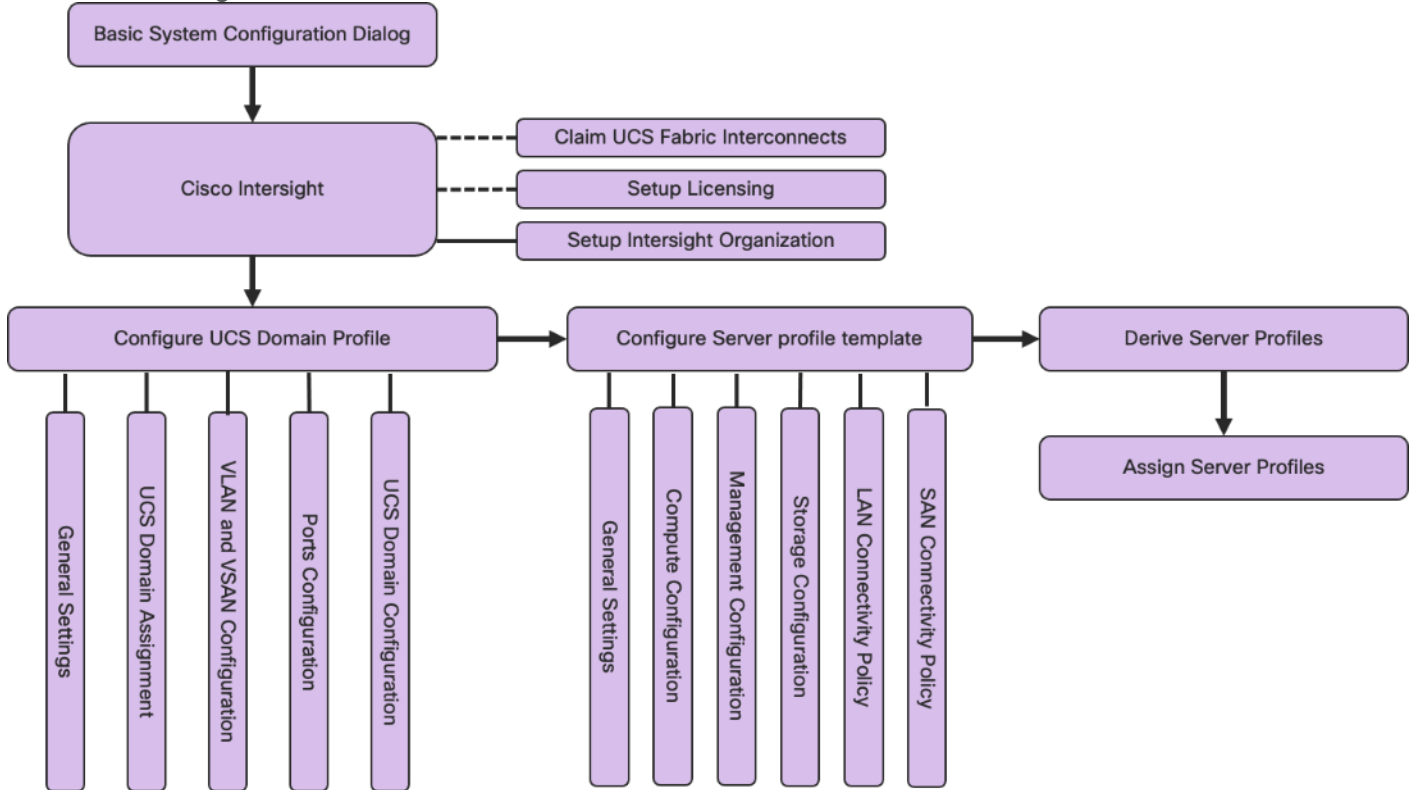 Basic System Configuration Dialog
Cisco Intersight
Claim UCS Fabric Interconnects
Setup Licensing
Setup Intersight Organization
Configure UCS Domain Profile
Configure Server profile template
Derive Server Profiles
General Settings
UCS Domain Assignment
VLAN and VSAN Configuration
Ports Configuration
UCS Domain Configuration
General Settings
Compute Configuration
Management Configuration
Storage Configuration
LAN Connectivity Policy
SAN Connectivity Policy
Assign Server Profiles